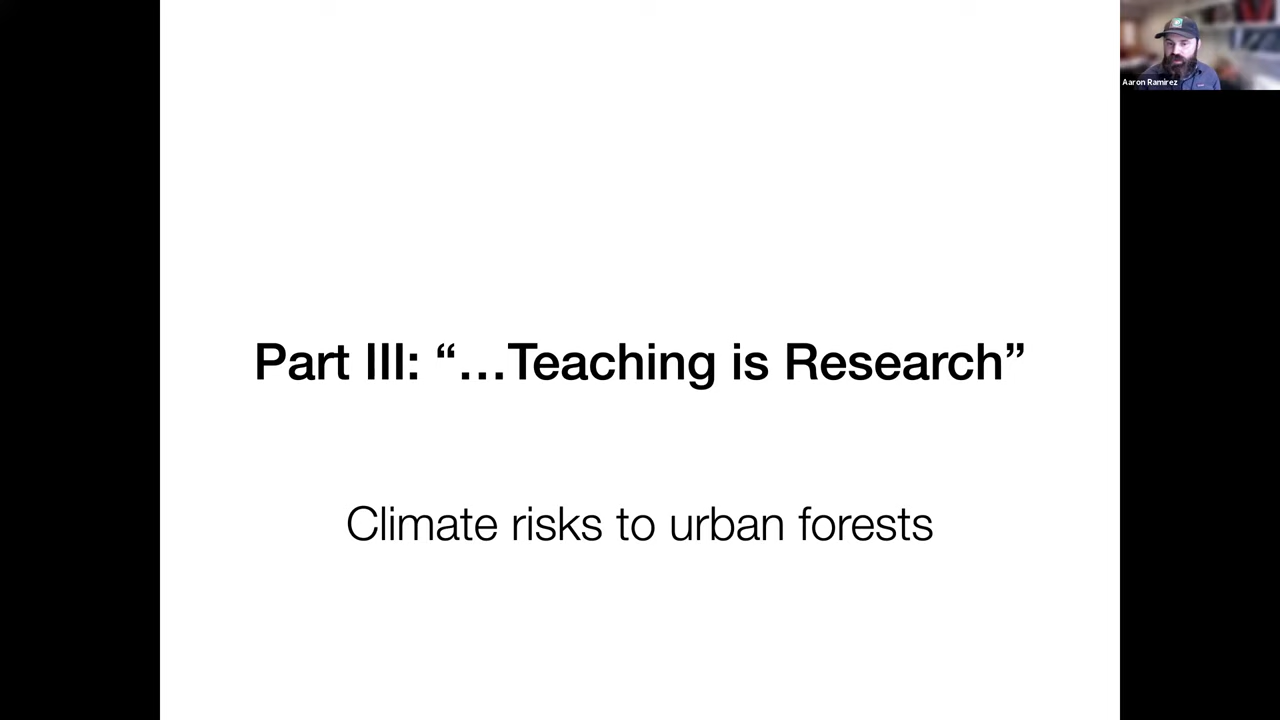 Aaron Ramirez
Part III: “…Teaching is Research”
Climate risks to urban forests